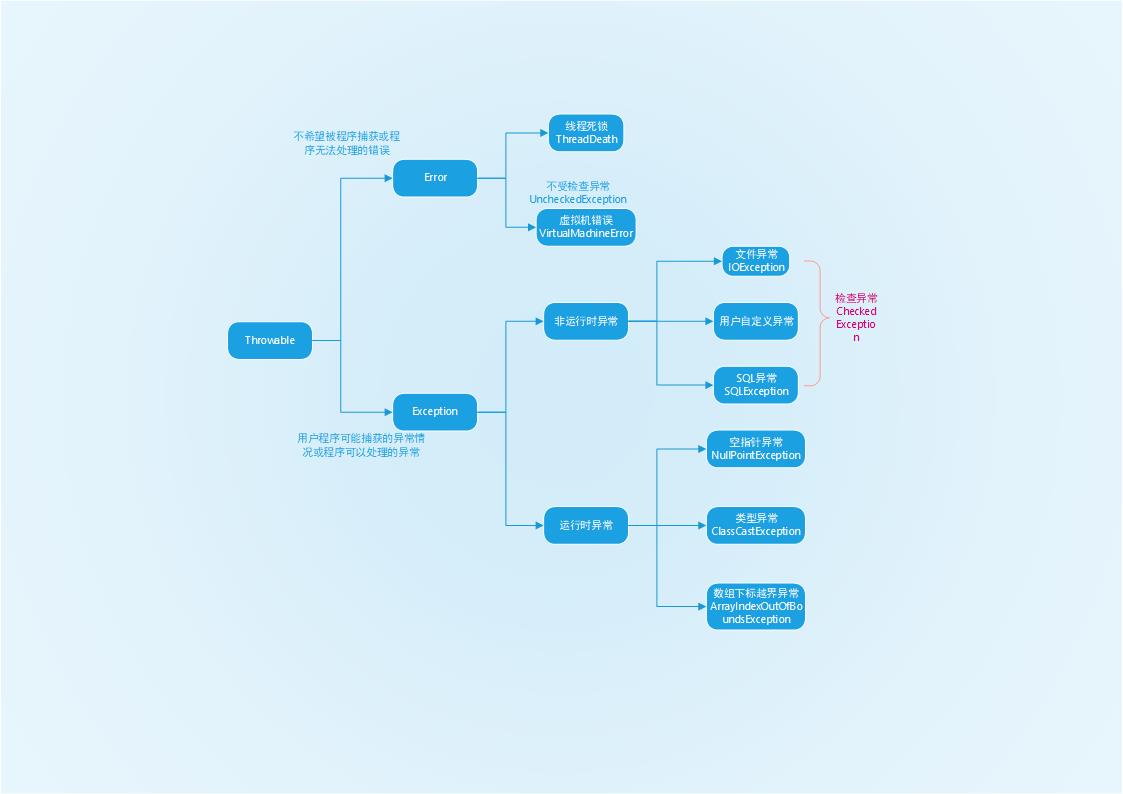 不希望被程序捕获或程
序无法处理的错误
线程死锁
ThreadDeath
Error
不受检查异常
UncheckedException
虚拟机错误
VirtualMachineError
文件异常
IOException
检查异常
Checked
Exceptio
n
非运行时异常
用户自定义异常
Throwable
SQL异常
SQLException
Exception
用户程序可能捕获的异常情
况或程序可以处理的异常
空指针异常
NullPointException
运行时异常
类型异常
ClassCastException
数组下标越界异常
ArrayIndexOutOfBo
undsException